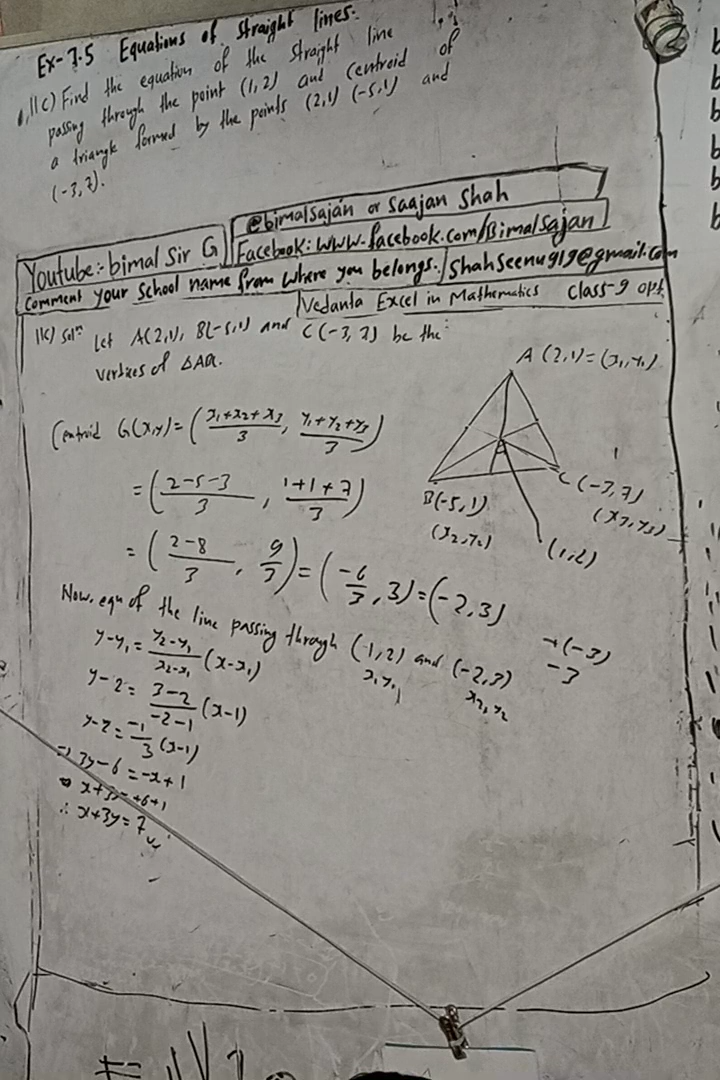 Ex-7.5 Equations of straight lines.
11c) Find the equation of the straight line
passing through the point (1,2) and centroid of
a triangle formed by the points (2,1) (-5,1) and
(-3,7).
@bimalsajan or Saajan Shah
Youtube:- bimal Sir G
Facebook: www.facebook.com/Bimalsajan
Comment your school name from where you belongs.
shahseenu919@gmail.com
Vedanta Excel in Mathematics Class-9 opt
11c) Solⁿ Let A(2,1), B(-5,1) and C(-3,7) be the
vertices of
A(2,1)=(x₁,y₁)
Centroid G(x,y)=(x₁+x₂+x₃/3, y₁+y₂+y₃/3)
=(2-5-3/3, 1+1+7/3)
B(-5,1)
(x₂,y₂)
C(-3,7)
(x₃,y₃)
(1,2)
=(2-8/3, 9/3)=(-6/3,3)=(-2,3)
Now, eqn of the line passing through (1,2) and (-2,3)
x₁y₁ x₂,y₂
+(-3)
-3
y-y₁=y₂-y₁/x₂-x₁(x-x₁)
y-2=3-2/-2-1(x-1)
y-2=-1/3(x-1)
⇒ 3y-6=-x+1
⇒ x+3y=+6+1
∴ x+3y=7